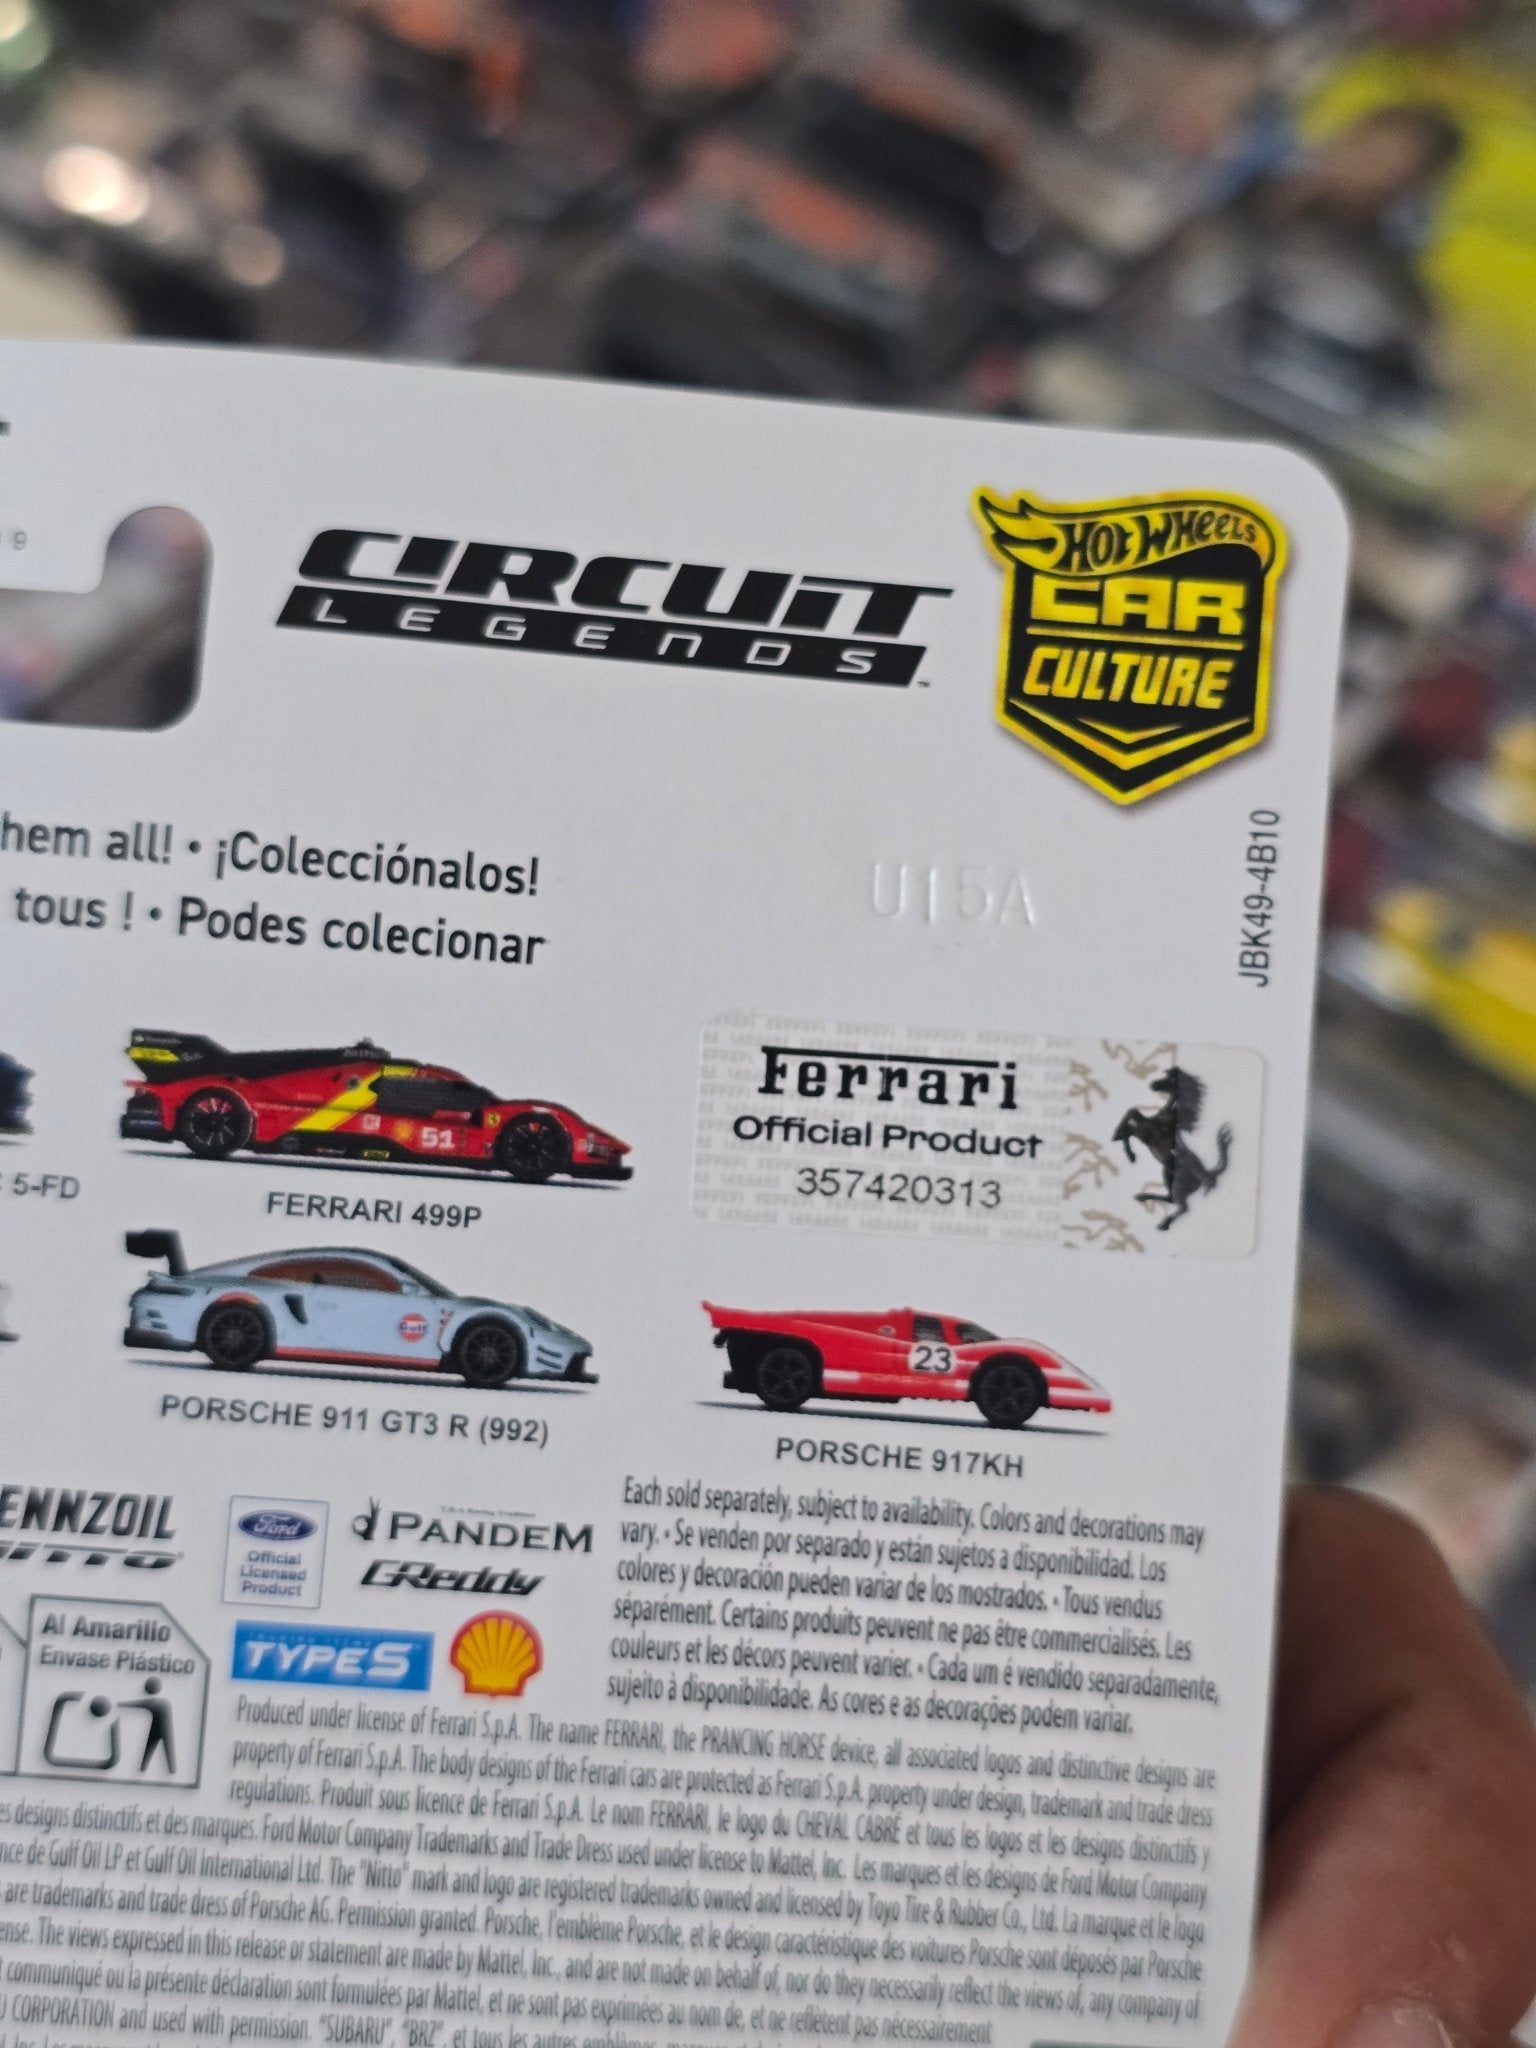 9
CIRCUIT
LEGENDS
™
HOT WHEELS
CAR
CULTURE
JBK49-4B10
hem all! • ¡Colecciónalos!
tous ! • Podes colecionar
U15A
51
5-FD
FERRARI 499P
Ferrari
Official Product
357420313
Gulf
PORSCHE 911 GT3 R (992)
23
PORSCHE 917KH
ENNZOIL
Ford
Official
Licensed
Product
PANDEM
GReddy
TYPE S
Al Amarillo
Envase Plástico
Each sold separately, subject to availability. Colors and decorations may
vary. • Se venden por separado y están sujetos a disponibilidad. Los
colores y decoración pueden variar de los mostrados. • Tous vendus
séparément. Certains produits peuvent ne pas être commercialisés. Les
couleurs et les décors peuvent varier. • Cada um é vendido separadamente,
sujeito à disponibilidade. As cores e as decorações podem variar.
Produced under license of Ferrari S.p.A. The name FERRARI, the PRANCING HORSE device, all associated logos and distinctive designs are
property of Ferrari S.p.A. The body designs of the Ferrari cars are protected as Ferrari S.p.A. property under design, trademark and trade dress
regulations. Produit sous licence de Ferrari S.p.A. Le nom FERRARI, le logo du CHEVAL CABRÉ et tous les logos et les designs distinctifs y
es designs distinctifs et des marques. Ford Motor Company Trademarks and Trade Dress used under license to Mattel, Inc. Les marques et les designs de Ford Motor Company
nce de Gulf Oil LP et Gulf Oil International Ltd. The "Nitto" mark and logo are registered trademarks owned and licensed by Toyo Tire & Rubber Co., Ltd. La marque et le logo
are trademarks and trade dress of Porsche AG. Permission granted. Porsche, l'emblème Porsche, et le design caractéristique des voitures Porsche sont déposés par Porsche
ense. The views expressed in this release or statement are made by Mattel, Inc., and are not made on behalf of, nor do they necessarily reflect the views of, any company of
communiqué ou la présente déclaration sont formulées par Mattel, et ne sont pas exprimées au nom de, et ne reflètent pas nécessairement
U CORPORATION and used with permission. "SUBARU", "BRZ", et tous les autres emblèmes,